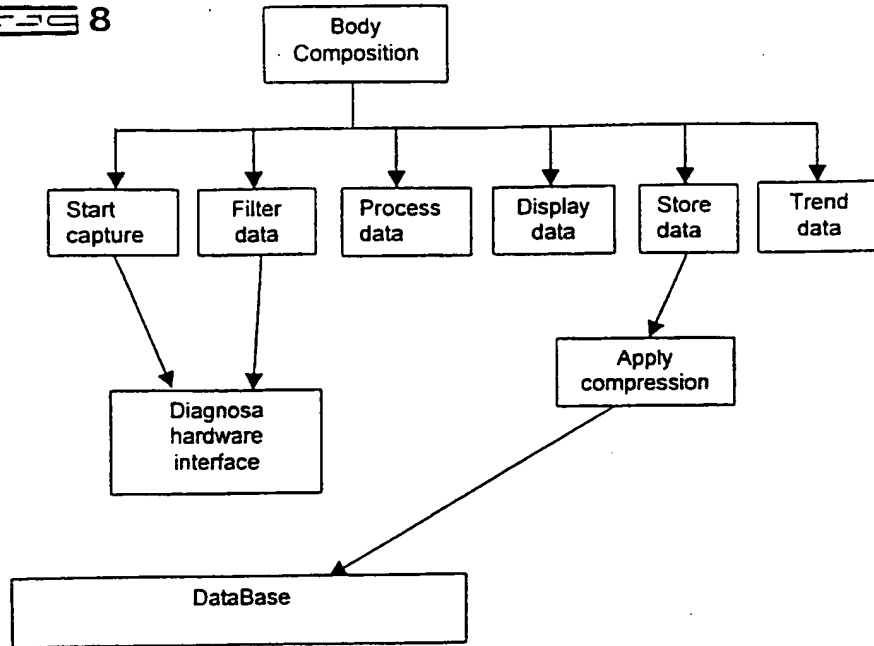 8
Body
Composition
Start
capture
Filter
data
Process
data
Display
data
Store
data
Trend
data
Apply
compression
Diagnosa
hardware
interface
DataBase